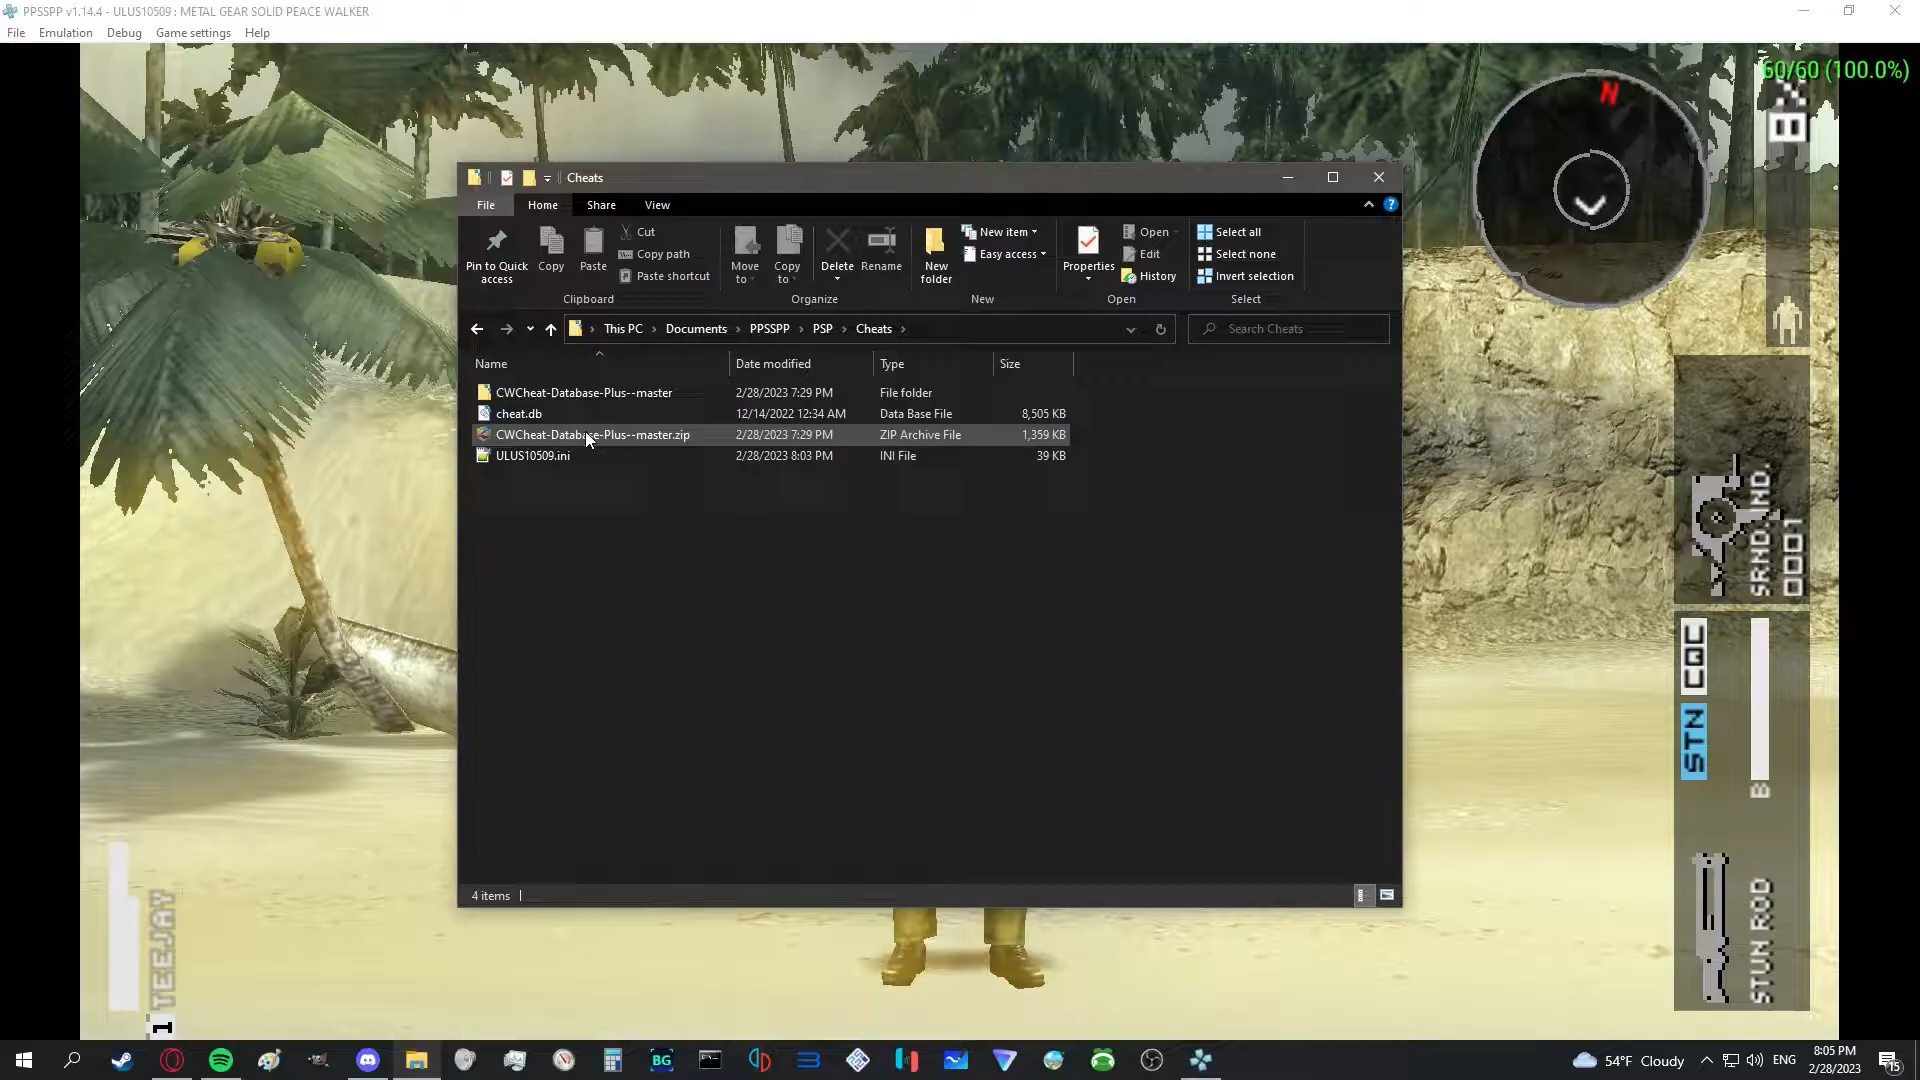 PPSSPP v1.14.4 - ULUS10509 : METAL GEAR SOLID PEACE WALKER
File Emulation Debug Game settings Help
60/60 (100.0%)
N
EX
Cheats
File Home Share View
Pin to Quick access
Copy
Paste
Cut
Copy path
Paste shortcut
Clipboard
Move to
Copy to
Delete
Rename
Organize
New folder
New item
Easy access
New
Properties
Open
Edit
History
Open
Select all
Select none
Invert selection
Select
This PC > Documents > PPSSPP > PSP > Cheats >
Search Cheats
Name Date modified Type Size
CWCheat-Database-Plus--master 2/28/2023 7:29 PM File folder
cheat.db 12/14/2022 12:34 AM Data Base File 8,505 KB
CWCheat-Database-Plus--master.zip 2/28/2023 7:29 PM ZIP Archive File 1,359 KB
ULUS10509.ini 2/28/2023 8:03 PM INI File 39 KB
4 items
SRND.IND.
0001
CQC
STN
B
STUN ROD
TEEJAY
1
BG
54°F Cloudy
ENG
8:05 PM
2/28/2023
15